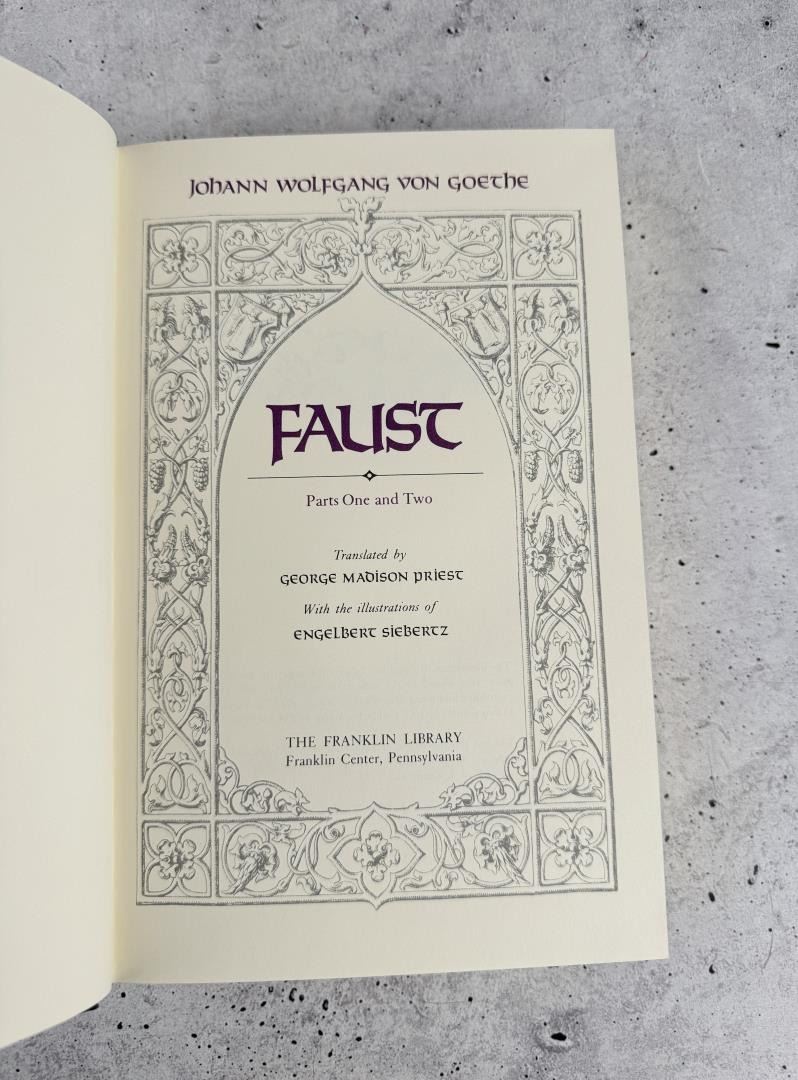 Johann Wolfgang von Goethe
FAUST
Parts One and Two
Translated by
George Madison Priest
With the illustrations of
Engelbert Siebertz
THE FRANKLIN LIBRARY
Franklin Center, Pennsylvania